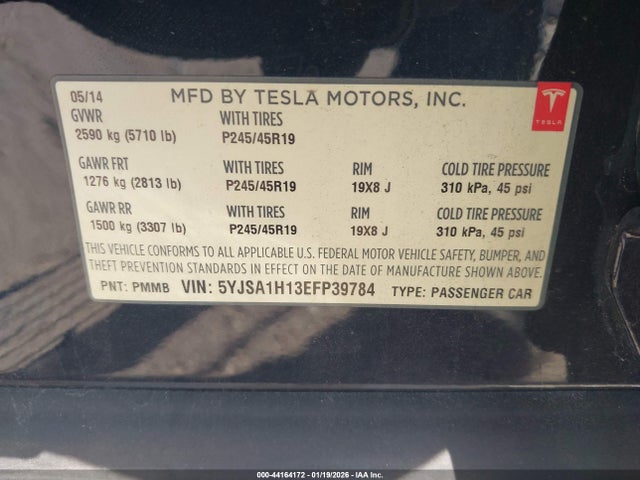 05/14 MFD BY TESLA MOTORS, INC.
GVWR WITH TIRES
2590 kg (5710 lb) P245/45R19
TESLA
GAWR FRT WITH TIRES RIM COLD TIRE PRESSURE
1276 kg (2813 lb) P245/45R19 19X8 J 310 kPa, 45 psi
GAWR RR WITH TIRES RIM COLD TIRE PRESSURE
1500 kg (3307 lb) P245/45R19 19X8 J 310 kPa, 45 psi
THIS VEHICLE CONFORMS TO ALL APPLICABLE U.S. FEDERAL MOTOR VEHICLE SAFETY, BUMPER, AND
THEFT PREVENTION STANDARDS IN EFFECT ON THE DATE OF MANUFACTURE SHOWN ABOVE.
PNT: PMMB VIN: 5YJSA1H13EFP39784 TYPE: PASSENGER CAR
000-44164172 - 01/19/2026 - IAA Inc.